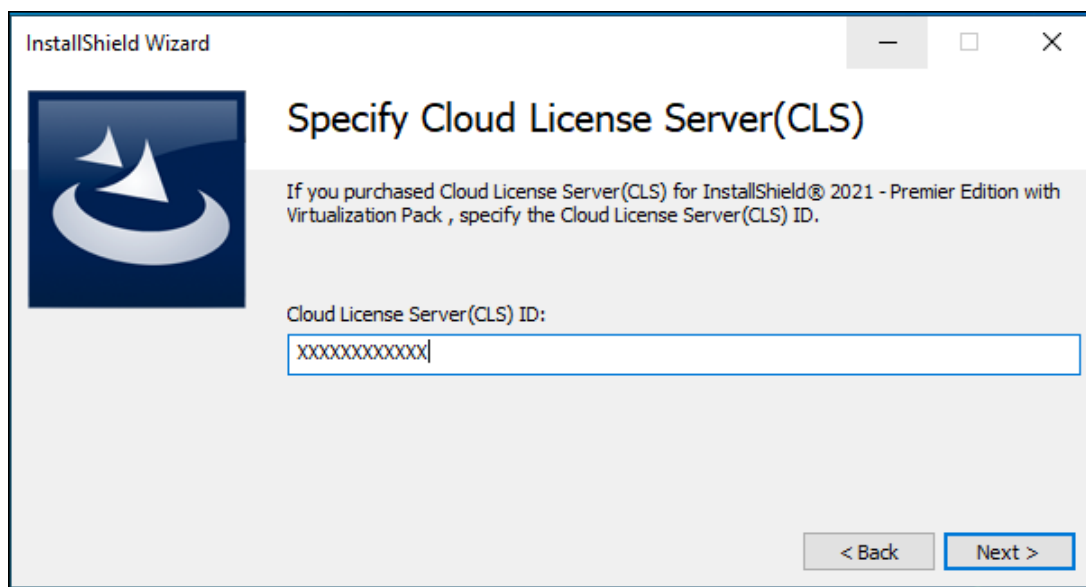 InstallShield Wizard
Specify Cloud License Server(CLS)
If you purchased Cloud License Server(CLS) for InstallShield® 2021 - Premier Edition with
Virtualization Pack , specify the Cloud License Server(CLS) ID.
Cloud License Server(CLS) ID:
XXXXXXXXXXXX
< Back
Next >